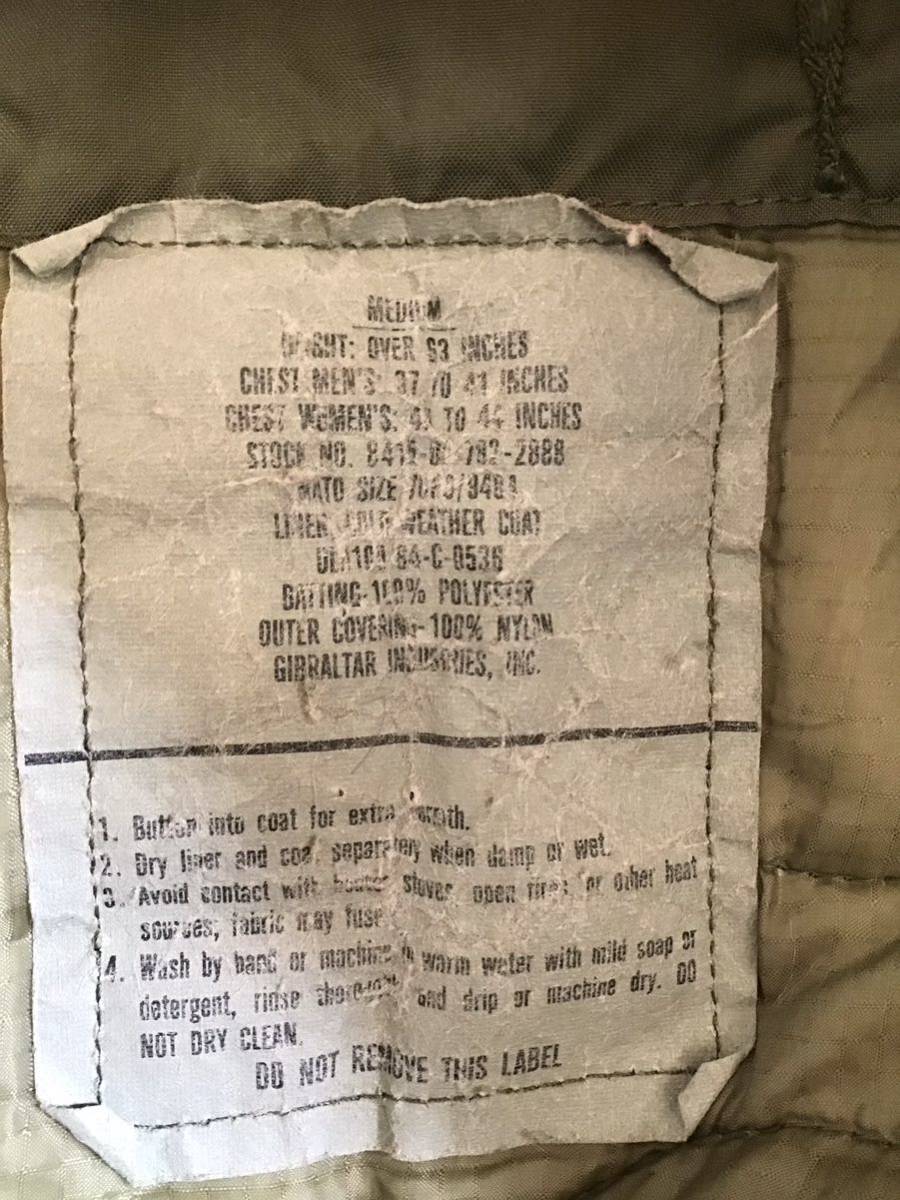 MEDIUM
HEIGHT: OVER 63 INCHES
CHEST MEN'S: 37 TO 41 INCHES
CHEST WOMEN'S: 41 TO 44 INCHES
STOCK NO.
NATO SIZE
LINER, COLD WEATHER COAT
DLA100-84-C-0536
BATTING-100% POLYESTER
OUTER COVERING-100% NYLON
GIBRALTAR INDUSTRIES, INC.
1. Button into coat for extra warmth.
2. Dry liner and coat separately when damp or wet.
3. Avoid contact with heater stoves, open fires, or other heat
sources; fabric may fuse.
4. Wash by hand or machine in warm water with mild soap or
detergent, rinse thoroughly and drip or machine dry. DO
NOT DRY CLEAN.
DO NOT REMOVE THIS LABEL